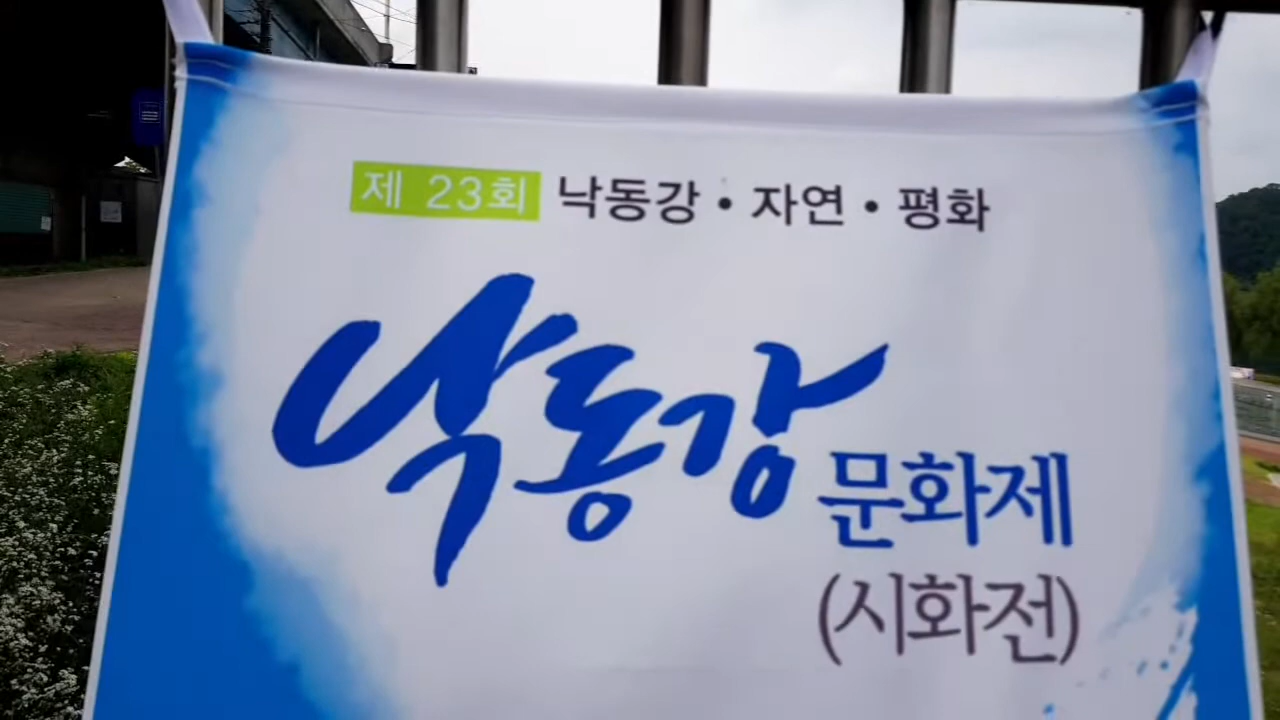 제 23회 낙동강 • 자연 • 평화
낙동강 문화제
(시화전)